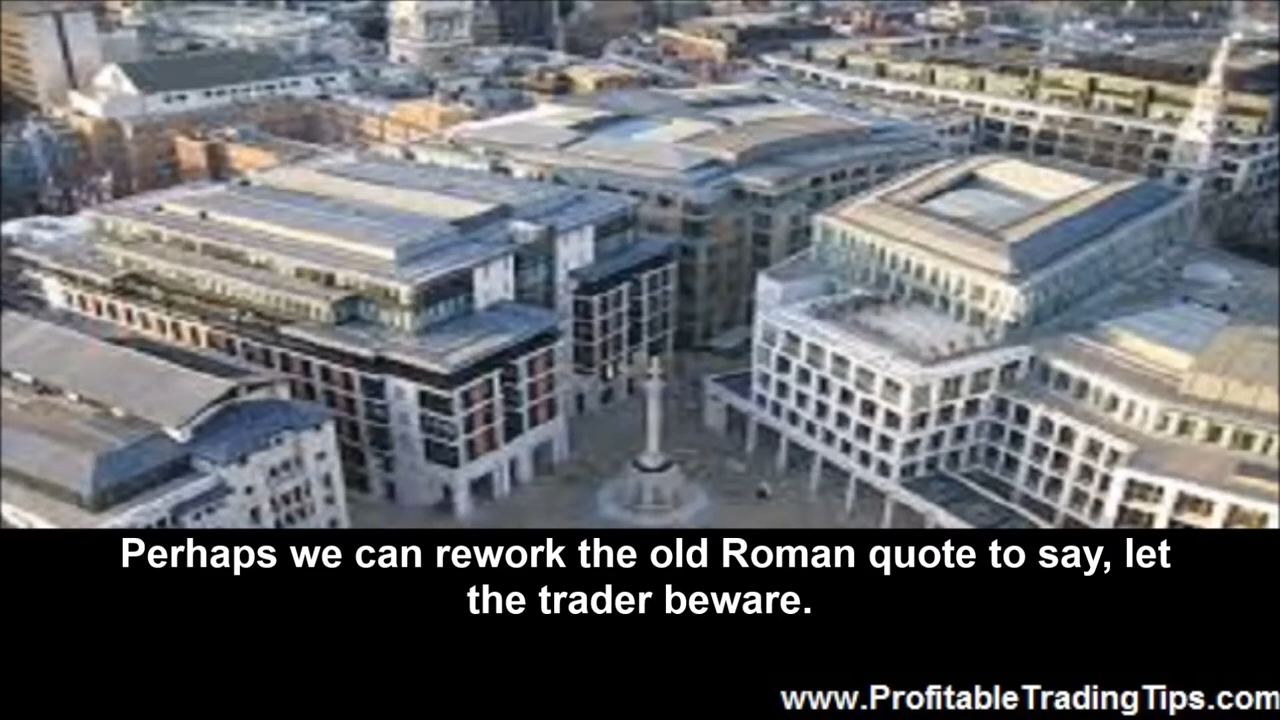 Perhaps we can rework the old Roman quote to say, let
the trader beware.
www.ProfitableTradingTips.com